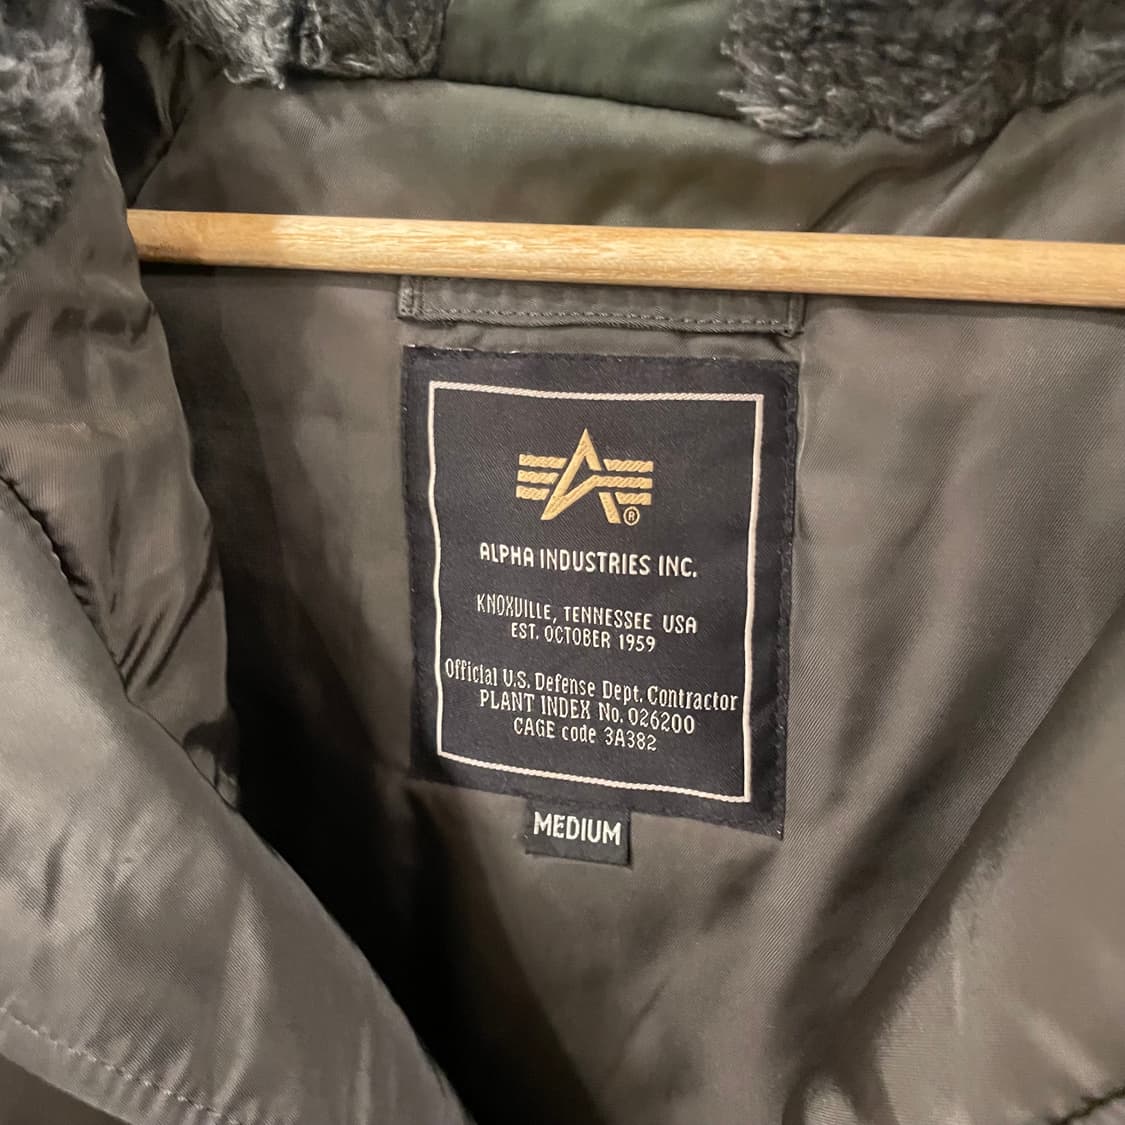 ®
ALPHA INDUSTRIES INC.
KNOXVILLE, TENNESSEE USA
EST. OCTOBER 1959
Official U.S. Defense Dept. Contractor
PLANT INDEX No. 026200
CAGE code 3A382
MEDIUM